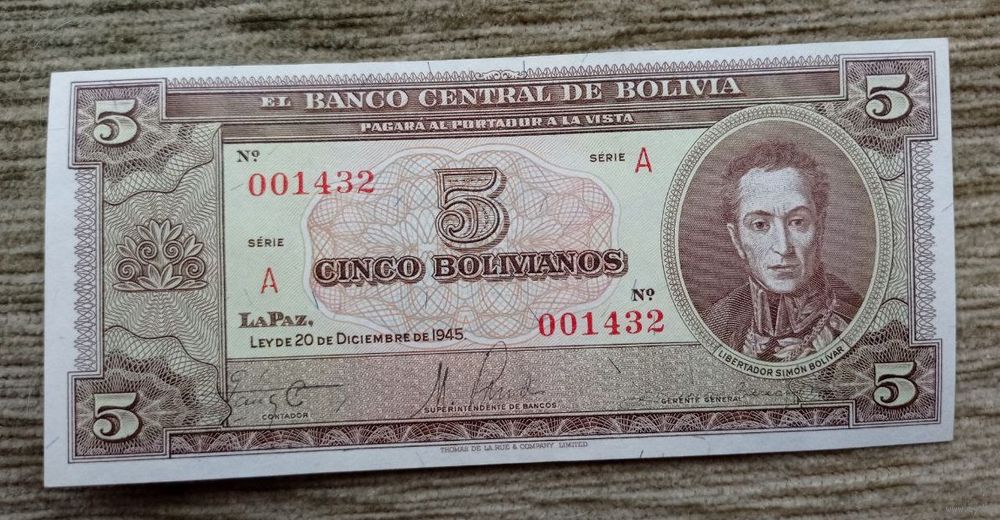 5 5
EL BANCO CENTRAL DE BOLIVIA
PAGARÁ AL PORTADOR A LA VISTA
Nº 001432
SÉRIE A
5
SÉRIE A
CINCO BOLIVIANOS
Nº 001432
LA PAZ,
LEY DE 20 DE DICIEMBRE DE 1945.
LIBERTADOR SIMÓN BOLÍVAR
CONTADOR
SUPERINTENDENTE DE BANCOS
GERENTE GENERAL
5 5
THOMAS DE LA RUE & COMPANY LIMITED